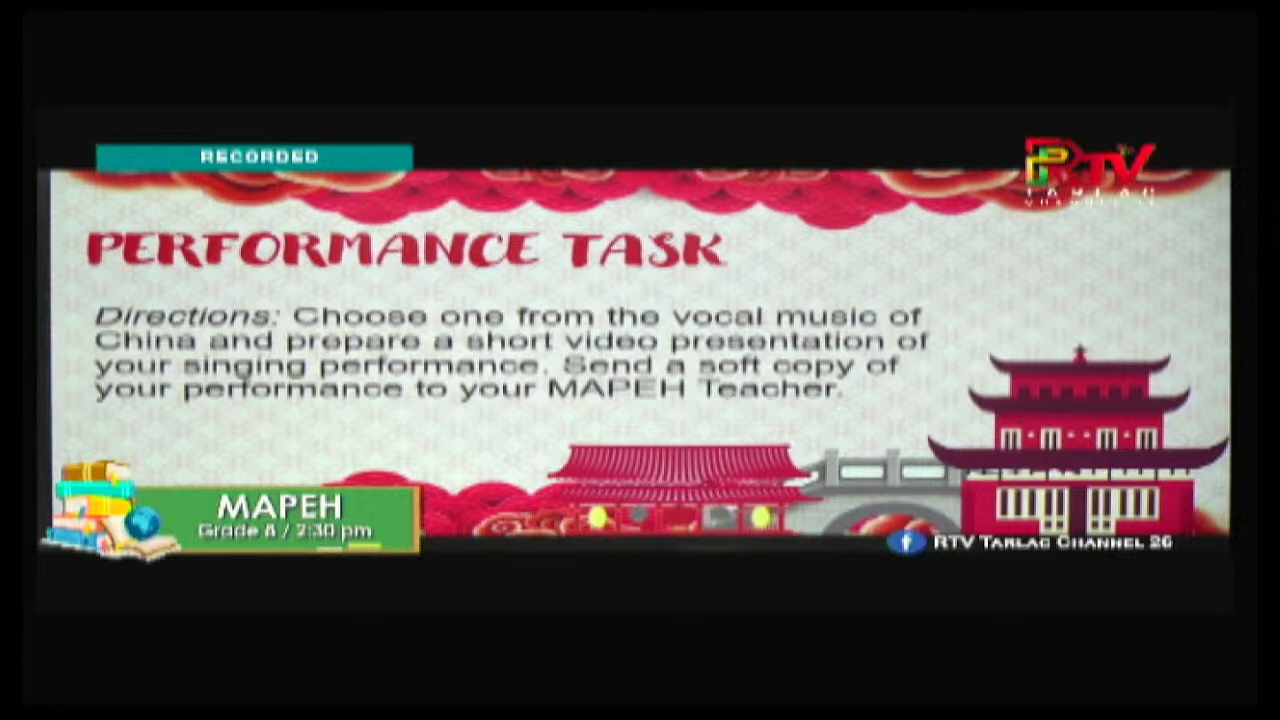 RECORDED
RTV
TARLAC
PERFORMANCE TASK
Directions: Choose one from the vocal music of
China and prepare a short video presentation of
your singing performance. Send a soft copy of
your performance to your MAPEH Teacher.
MAPEH
Grade 8 / 2:30 pm
RTV TARLAC CHANNEL 26